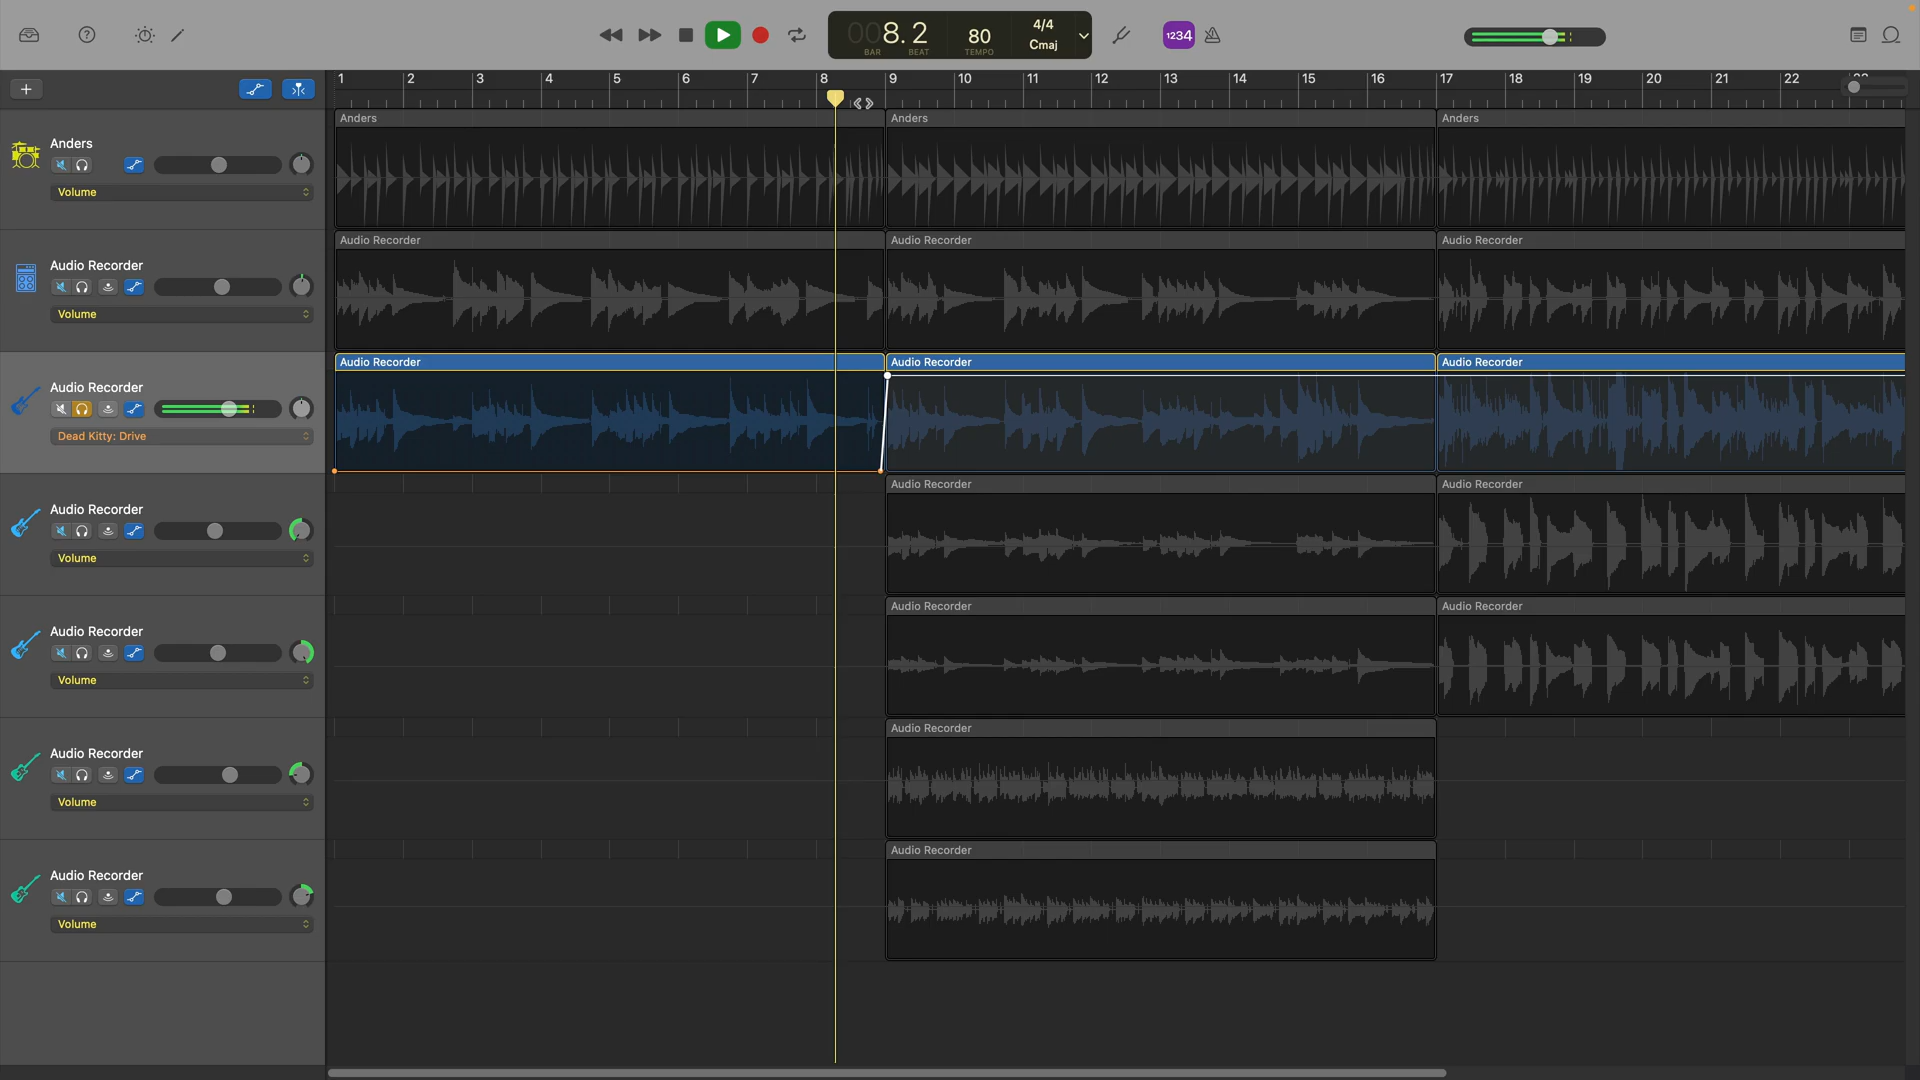 008.2
BAR
BEAT
80
TEMPO
4/4
Cmaj
1234
1 2 3 4 5 6 7 8 9 10 11 12 13 14 15 16 17 18 19 20 21 22
Anders
Volume
Anders Anders Anders
Audio Recorder
Volume
Audio Recorder Audio Recorder Audio Recorder
Audio Recorder
Dead Kitty: Drive
Audio Recorder Audio Recorder Audio Recorder
Audio Recorder
Volume
Audio Recorder Audio Recorder
Audio Recorder
Volume
Audio Recorder Audio Recorder
Audio Recorder
Volume
Audio Recorder
Audio Recorder
Volume
Audio Recorder